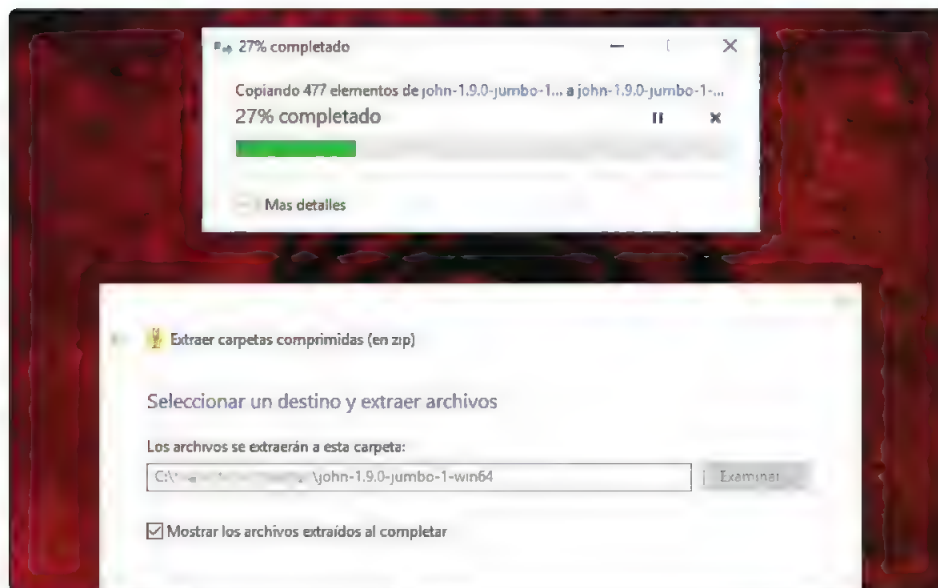 27% completado
Copiando 477 elementos de john-1.9.0-jumbo-1... a john-1.9.0-jumbo-1-...
27% completado
Mas detalles
Extraer carpetas comprimidas (en zip)
Seleccionar un destino y extraer archivos
Los archivos se extraerán a esta carpeta:
C:\ \john-1.9.0-jumbo-1-win64
Examinar...
Mostrar los archivos extraídos al completar